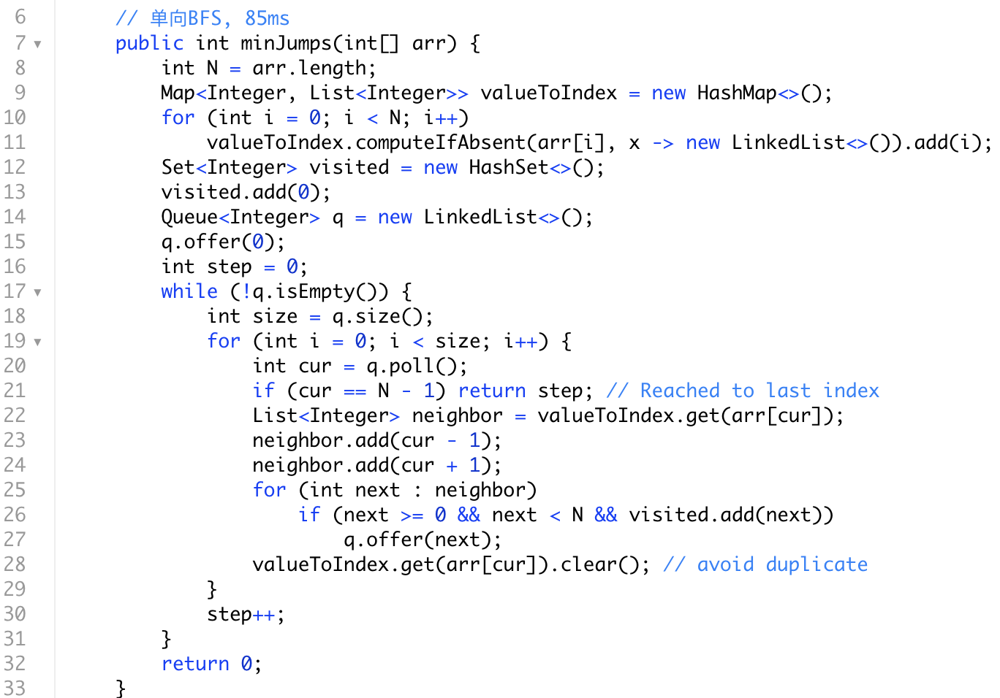 6 // 单向BFS, 85ms
7 ▼ public int minJumps(int[] arr) {
8 int N = arr.length;
9 Map<Integer, List<Integer>> valueToIndex = new HashMap<>();
10 for (int i = 0; i < N; i++)
11 valueToIndex.computeIfAbsent(arr[i], x -> new LinkedList<>()).add(i);
12 Set<Integer> visited = new HashSet<>();
13 visited.add(0);
14 Queue<Integer> q = new LinkedList<>();
15 q.offer(0);
16 int step = 0;
17 ▼ while (!q.isEmpty()) {
18 int size = q.size();
19 ▼ for (int i = 0; i < size; i++) {
20 int cur = q.poll();
21 if (cur == N - 1) return step; // Reached to last index
22 List<Integer> neighbor = valueToIndex.get(arr[cur]);
23 neighbor.add(cur - 1);
24 neighbor.add(cur + 1);
25 for (int next : neighbor)
26 if (next >= 0 && next < N && visited.add(next))
27 q.offer(next);
28 valueToIndex.get(arr[cur]).clear(); // avoid duplicate
29 }
30 step++;
31 }
32 return 0;
33 }